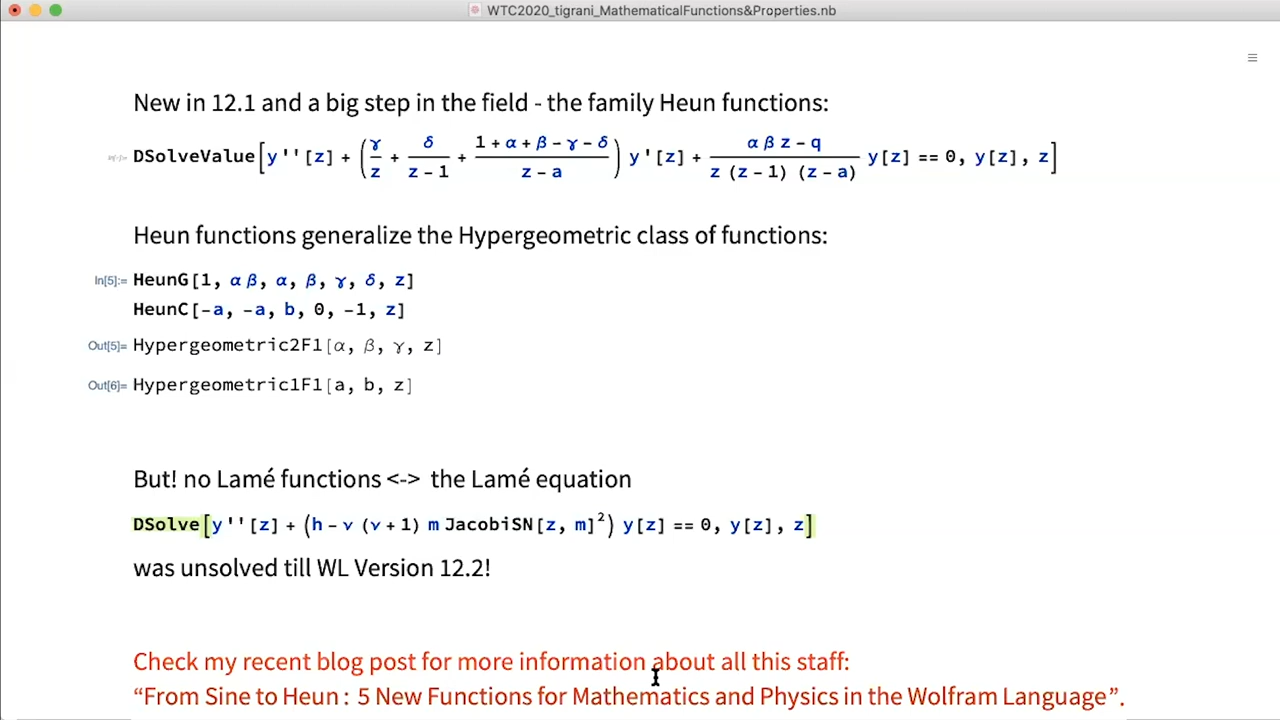 WTC2020_tigrani_MathematicalFunctions&Properties.nb
New in 12.1 and a big step in the field - the family Heun functions:
In[-]:= DSolveValue[y''[z] + (γ/z + δ/(z - 1) + (1 + α + β - γ - δ)/(z - a)) y'[z] + (α β z - q)/(z (z - 1) (z - a)) y[z] == 0, y[z], z]
Heun functions generalize the Hypergeometric class of functions:
In[5]:= HeunG[1, α β, α, β, γ, δ, z]
HeunC[-a, -a, b, 0, -1, z]
Out[5]= Hypergeometric2F1[α, β, γ, z]
Out[6]= Hypergeometric1F1[a, b, z]
But! no Lamé functions <-> the Lamé equation
DSolve[y''[z] + (h - ν (ν + 1) m JacobiSN[z, m]²) y[z] == 0, y[z], z]
was unsolved till WL Version 12.2!
Check my recent blog post for more information about all this staff:
“From Sine to Heun : 5 New Functions for Mathematics and Physics in the Wolfram Language”.